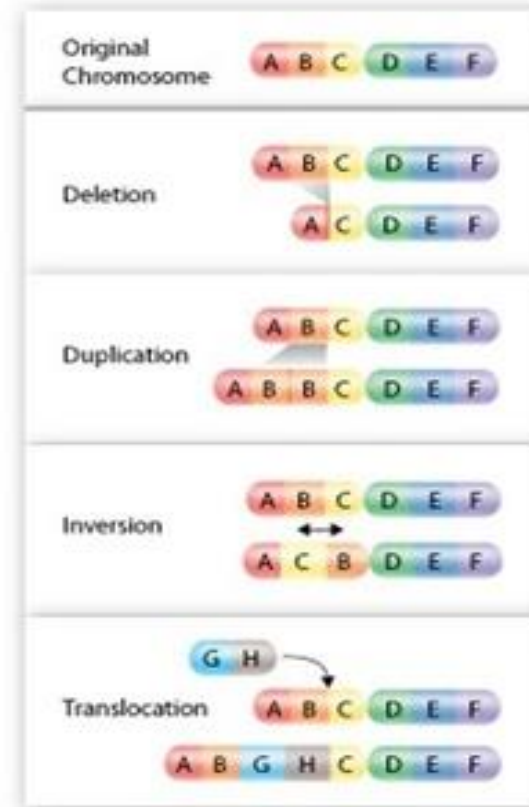 Original
Chromosome
A B C D E F
Deletion
A B C D E F
A C D E F
Duplication
A B C D E F
A B B C D E F
Inversion
A B C D E F
A C B D E F
Translocation
G H
A B C D E F
A B G H C D E F